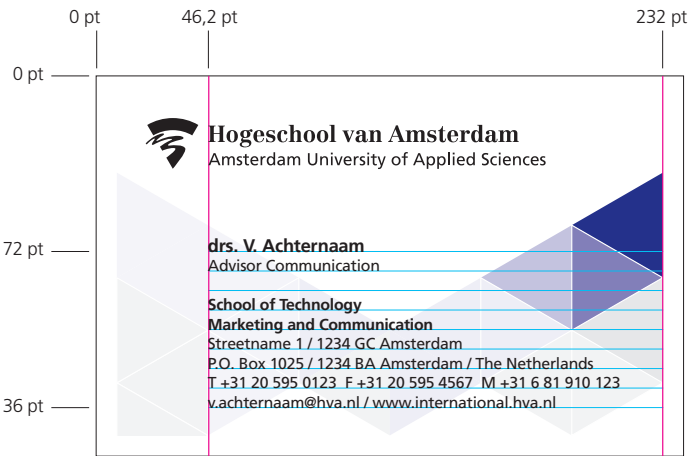 0 pt 46,2 pt 232 pt
0 pt
Hogeschool van Amsterdam
Amsterdam University of Applied Sciences
72 pt
drs. V. Achternaam
Advisor Communication
School of Technology
Marketing and Communication
Streetname 1 / 1234 GC Amsterdam
P.O. Box 1025 / 1234 BA Amsterdam / The Netherlands
T +31 20 595 0123 F +31 20 595 4567 M +31 6 81 910 123
36 pt
v.achternaam@hva.nl / www.international.hva.nl